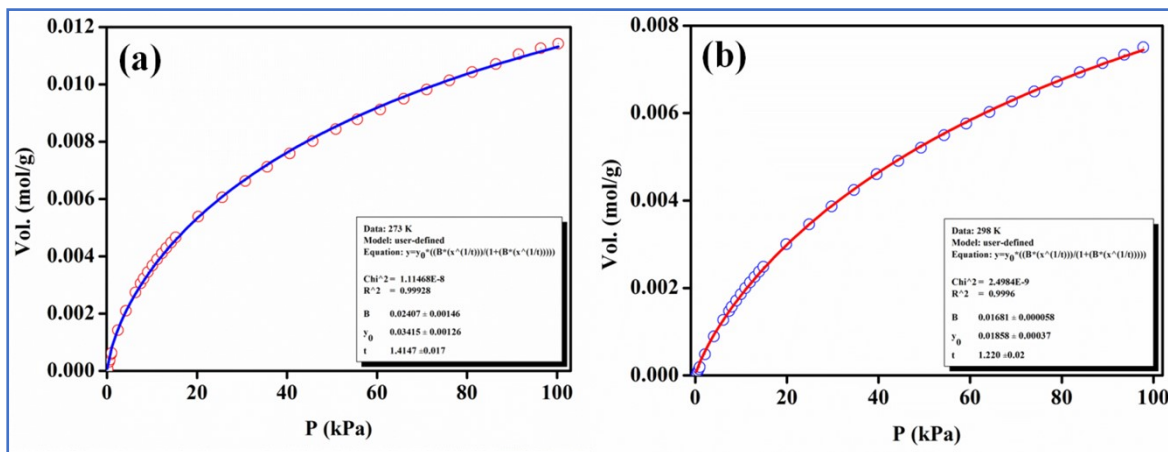 (a)
0.012
0.010
0.008
0.006
0.004
0.002
0.000
Vol. (mol/g)
0 20 40 60 80 100
P (kPa)
Data: 273 K
Model: user-defined
Equation: y=y0*((B*(x^(1/t)))/(1+(B*(x^(1/t)))))
Chi^2 = 1.11468E-8
R^2 = 0.99928
B 0.02407 ± 0.00146
y0 0.03415 ± 0.00126
t 1.4147 ±0.017
(b)
0.008
0.006
0.004
0.002
0.000
Vol. (mol/g)
0 20 40 60 80 100
P (kPa)
Data: 298 K
Model: user-defined
Equation: y=y0*((B*(x^(1/t)))/(1+(B*(x^(1/t)))))
Chi^2 = 2.4984E-9
R^2 = 0.9996
B 0.01681 ± 0.000058
y0 0.01858 ± 0.00037
t 1.220 ±0.02